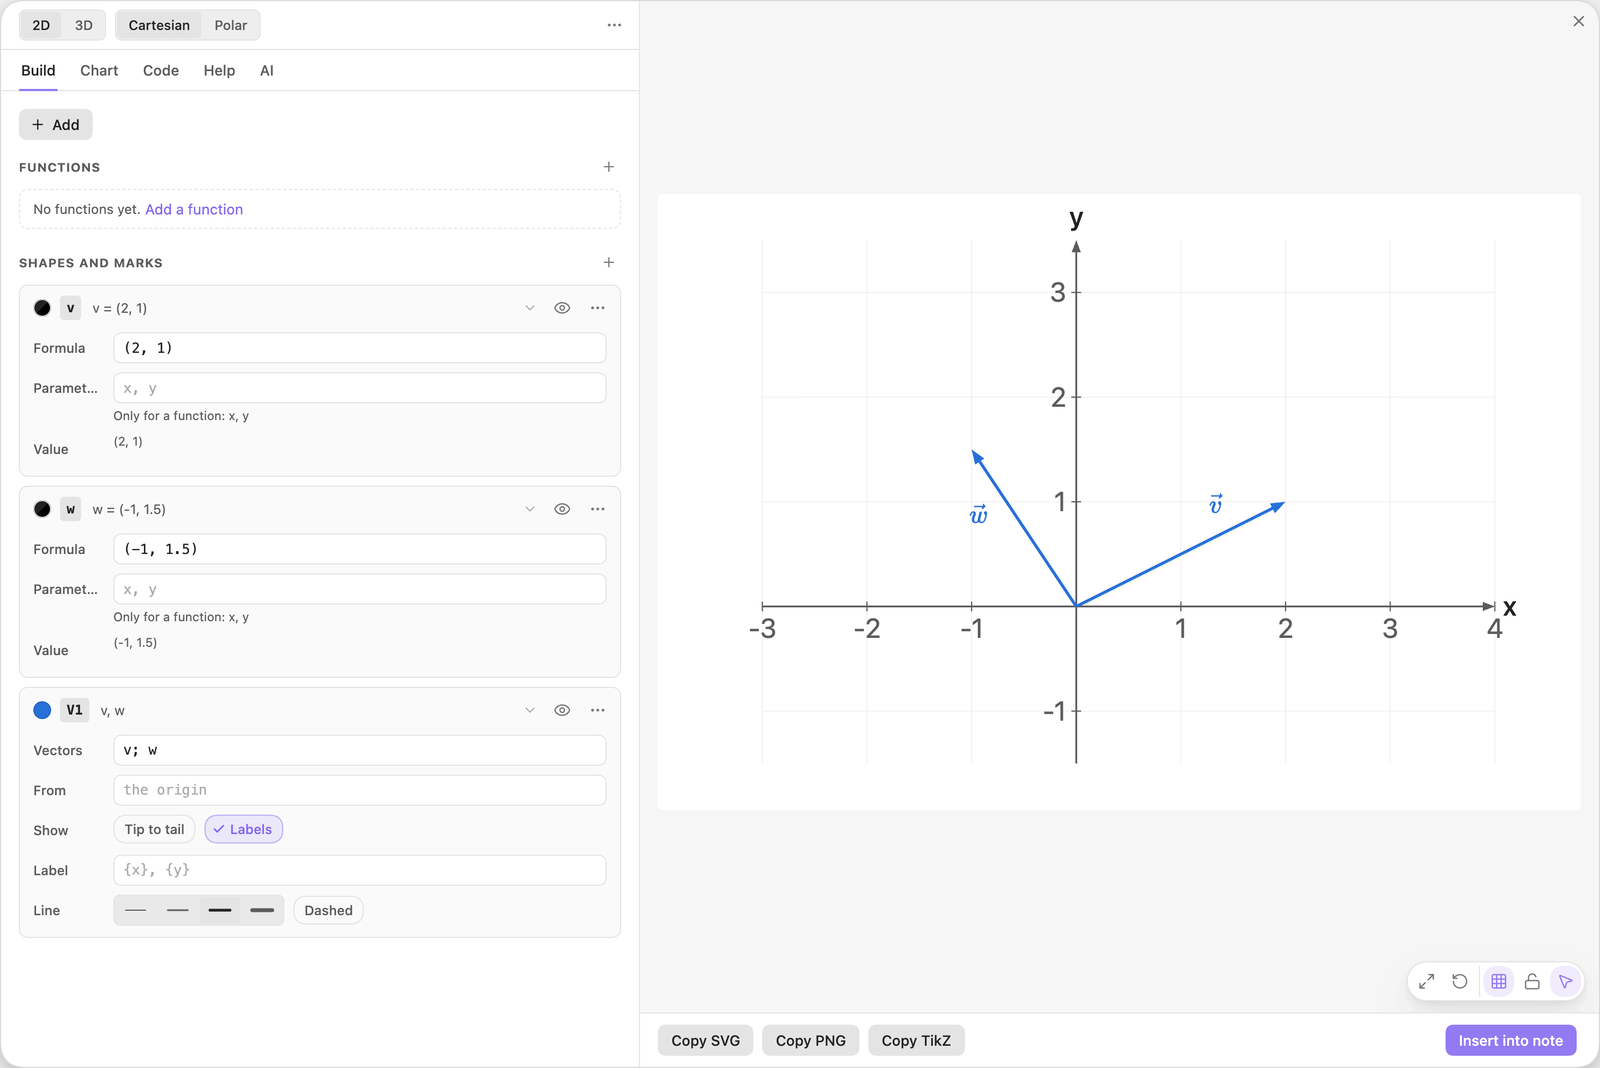 2D 3D Cartesian Polar
Build Chart Code Help AI
+ Add
FUNCTIONS
No functions yet. Add a function
SHAPES AND MARKS
v v = (2, 1)
Formula (2, 1)
Paramet... x, y
Only for a function: x, y
Value (2, 1)
w w = (-1, 1.5)
Formula (−1, 1.5)
Paramet... x, y
Only for a function: x, y
Value (-1, 1.5)
V1 v, w
Vectors v; w
From the origin
Show Tip to tail Labels
Label {x}, {y}
Line Dashed
y
3
2
1
w⃗ v⃗
x
-3 -2 -1 1 2 3 4
-1
Copy SVG Copy PNG Copy TikZ Insert into note